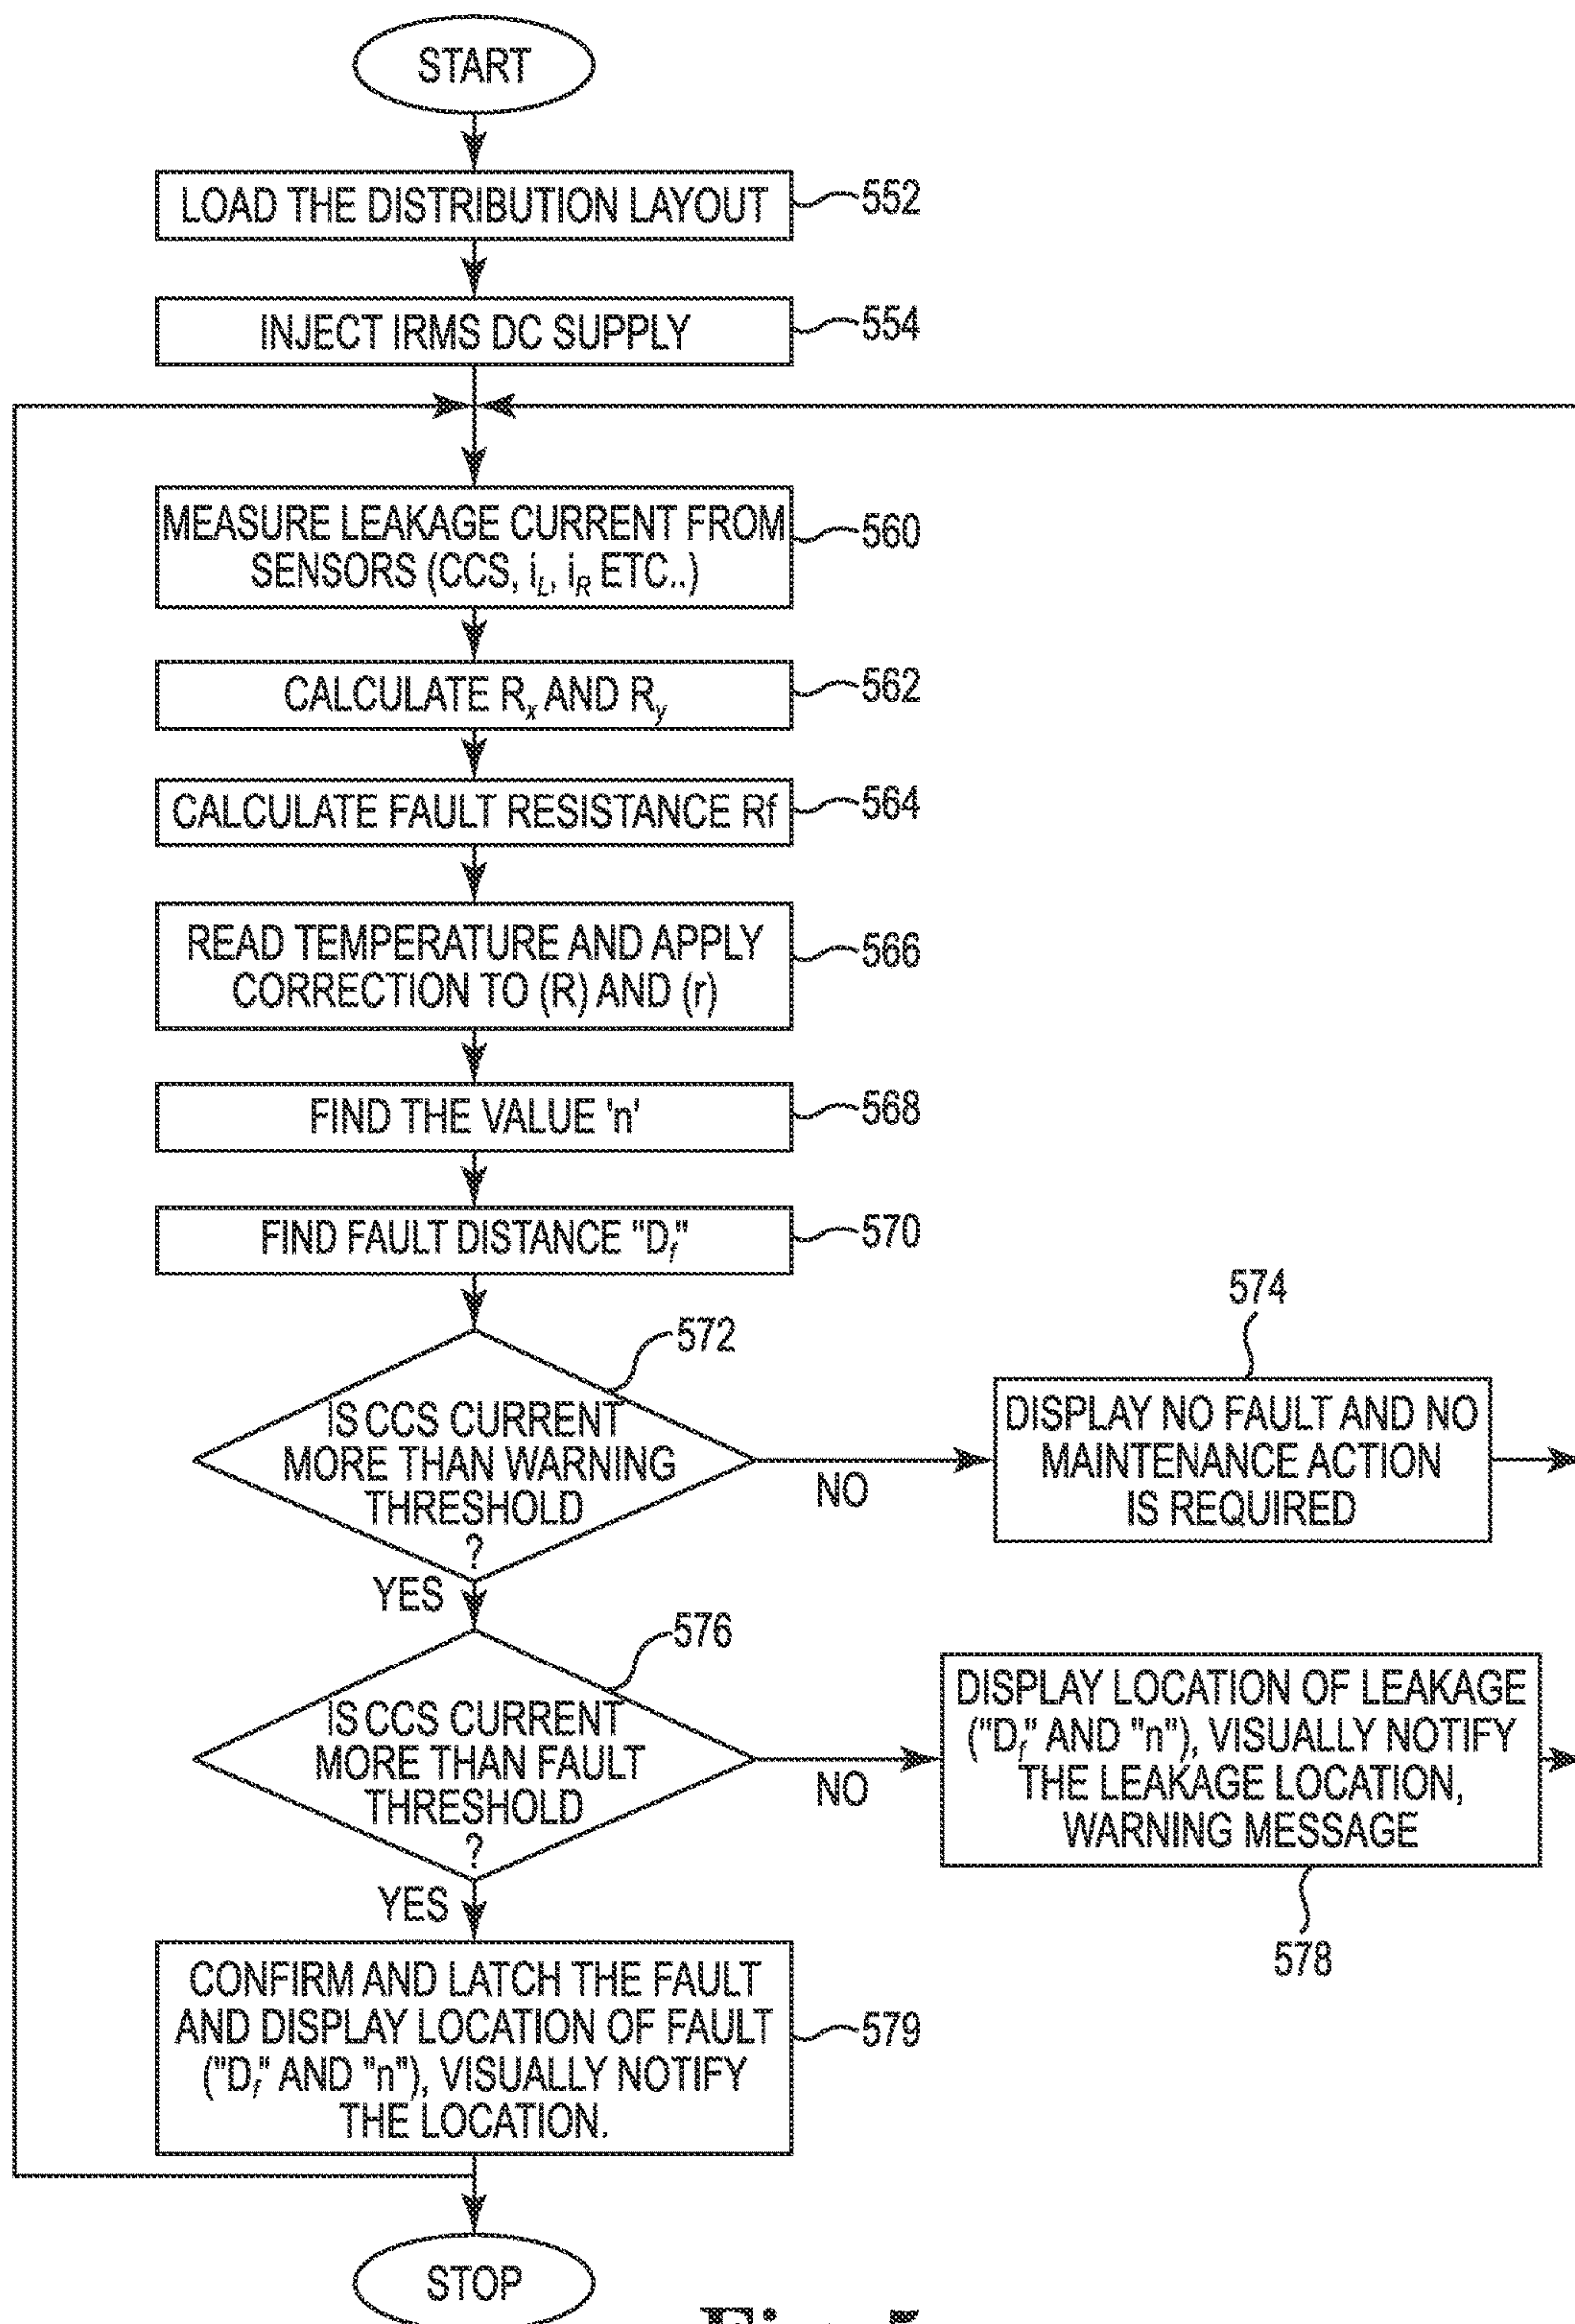 START
LOAD THE DISTRIBUTION LAYOUT
552
INJECT IRMS DC SUPPLY
554
MEASURE LEAKAGE CURRENT FROM
SENSORS (CCS, iL, iR ETC..)
560
CALCULATE Rx AND Ry
562
CALCULATE FAULT RESISTANCE Rf
564
READ TEMPERATURE AND APPLY
CORRECTION TO (R) AND (r)
566
FIND THE VALUE 'n'
568
FIND FAULT DISTANCE "Df"
570
572
IS CCS CURRENT
MORE THAN WARNING
THRESHOLD
?
NO
YES
574
DISPLAY NO FAULT AND NO
MAINTENANCE ACTION
IS REQUIRED
576
IS CCS CURRENT
MORE THAN FAULT
THRESHOLD
?
NO
YES
DISPLAY LOCATION OF LEAKAGE
("Df" AND "n"), VISUALLY NOTIFY
THE LEAKAGE LOCATION,
WARNING MESSAGE
578
CONFIRM AND LATCH THE FAULT
AND DISPLAY LOCATION OF FAULT
("Df" AND "n"), VISUALLY NOTIFY
THE LOCATION.
579
STOP